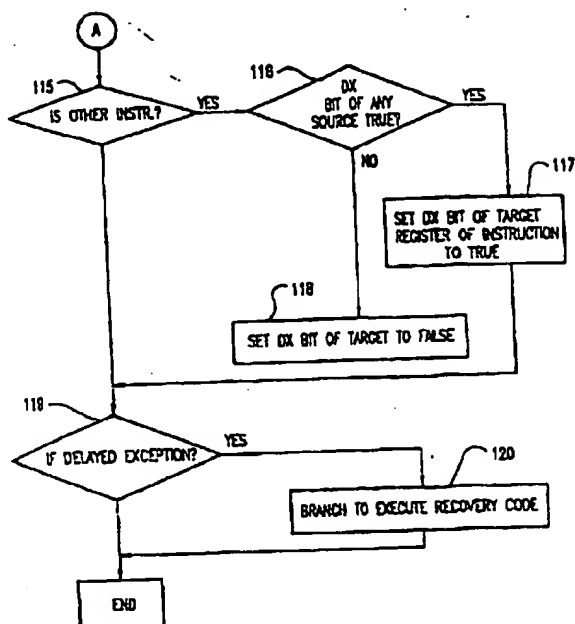 A
115
IS OTHER INSTR.?
YES
116
DX
BIT OF ANY
SOURCE TRUE?
YES
NO
117
SET DX BIT OF TARGET
REGISTER OF INSTRUCTION
TO TRUE
118
SET DX BIT OF TARGET TO FALSE
119
IF DELAYED EXCEPTION?
YES
120
BRANCH TO EXECUTE RECOVERY CODE
END